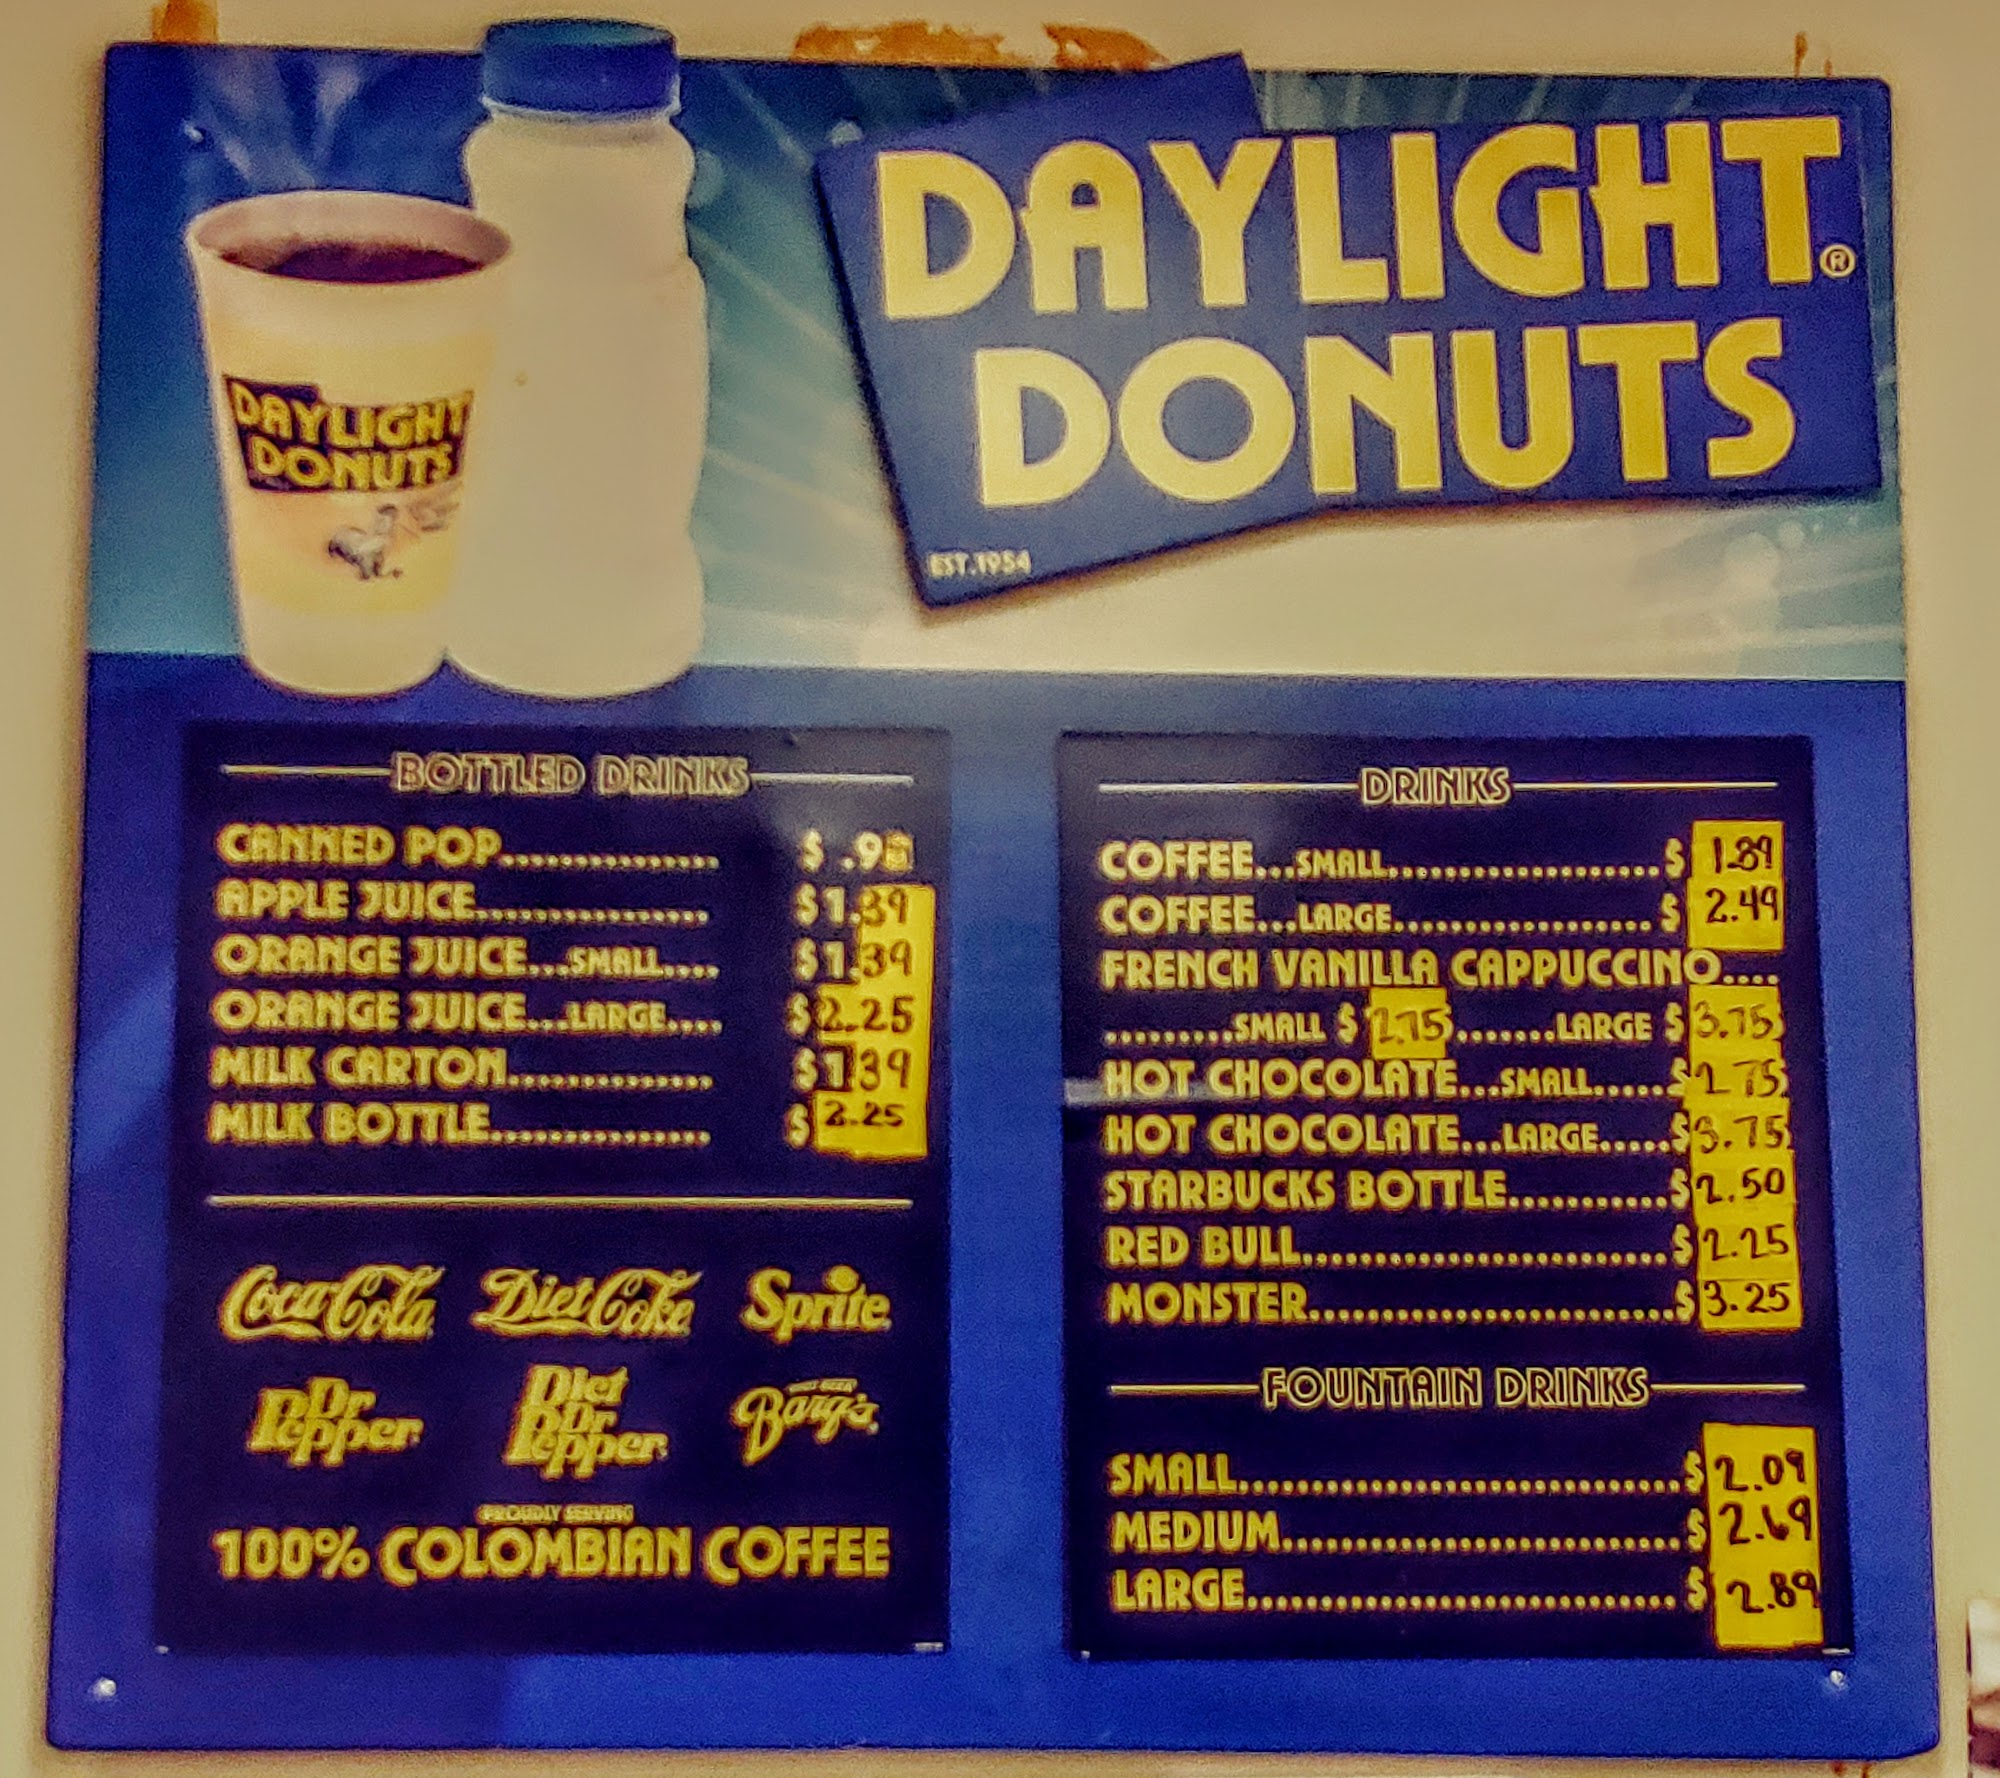 DAYLIGHT
DONUTS®
EST.1954
DAYLIGHT
DONUTS
BOTTLED DRINKS
CANNED POP............... $ .9
APPLE JUICE................ $1.39
ORANGE JUICE...SMALL.... $1.39
ORANGE JUICE...LARGE.... $2.25
MILK CARTON.............. $1.39
MILK BOTTLE............... $ 2.25
Coca-Cola Diet Coke Sprite
Dr Pepper Diet Dr Pepper Barq's
PROUDLY SERVING
100% COLOMBIAN COFFEE
DRINKS
COFFEE...SMALL...................$ 1.89
COFFEE...LARGE.................. $ 2.49
FRENCH VANILLA CAPPUCCINO....
.........SMALL $ 2.75.......LARGE $ 3.75
HOT CHOCOLATE...SMALL.....$2.75
HOT CHOCOLATE...LARGE.....$3.75
STARBUCKS BOTTLE...........$2.50
RED BULL.........................$2.25
MONSTER.........................$3.25
FOUNTAIN DRINKS
SMALL..............................$ 2.09
MEDIUM...........................$ 2.69
LARGE............................. $ 2.89